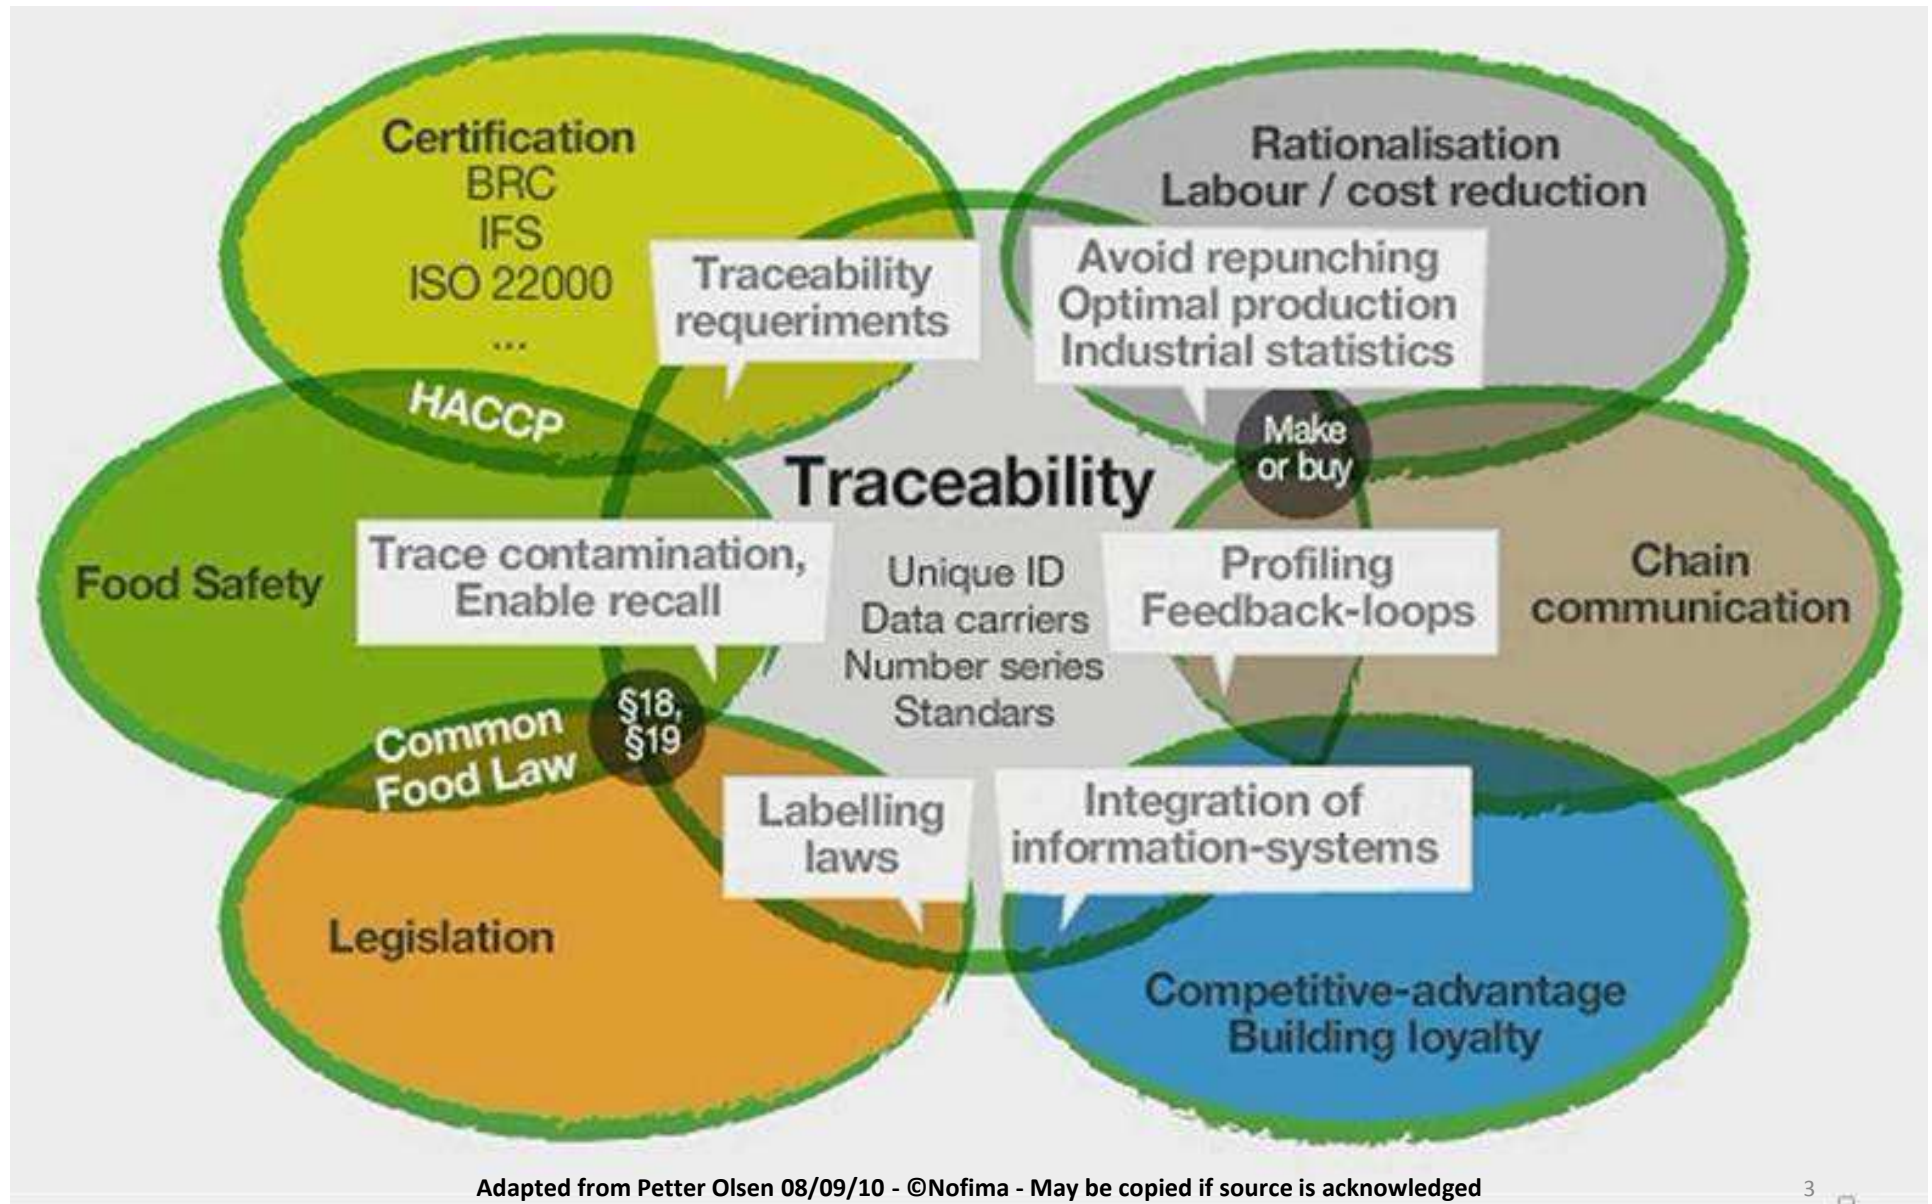 Certification
BRC
IFS
ISO 22000
...
Rationalisation
Labour / cost reduction
Traceability
requeriments
Avoid repunching
Optimal production
Industrial statistics
HACCP
Make
or buy
Traceability
Unique ID
Data carriers
Number series
Standars
Food Safety
Trace contamination,
Enable recall
Profiling
Feedback-loops
Chain
communication
§18,
§19
Common
Food Law
Labelling
laws
Integration of
information-systems
Legislation
Competitive-advantage
Building loyalty
Adapted from Petter Olsen 08/09/10 - ©Nofima - May be copied if source is acknowledged
3